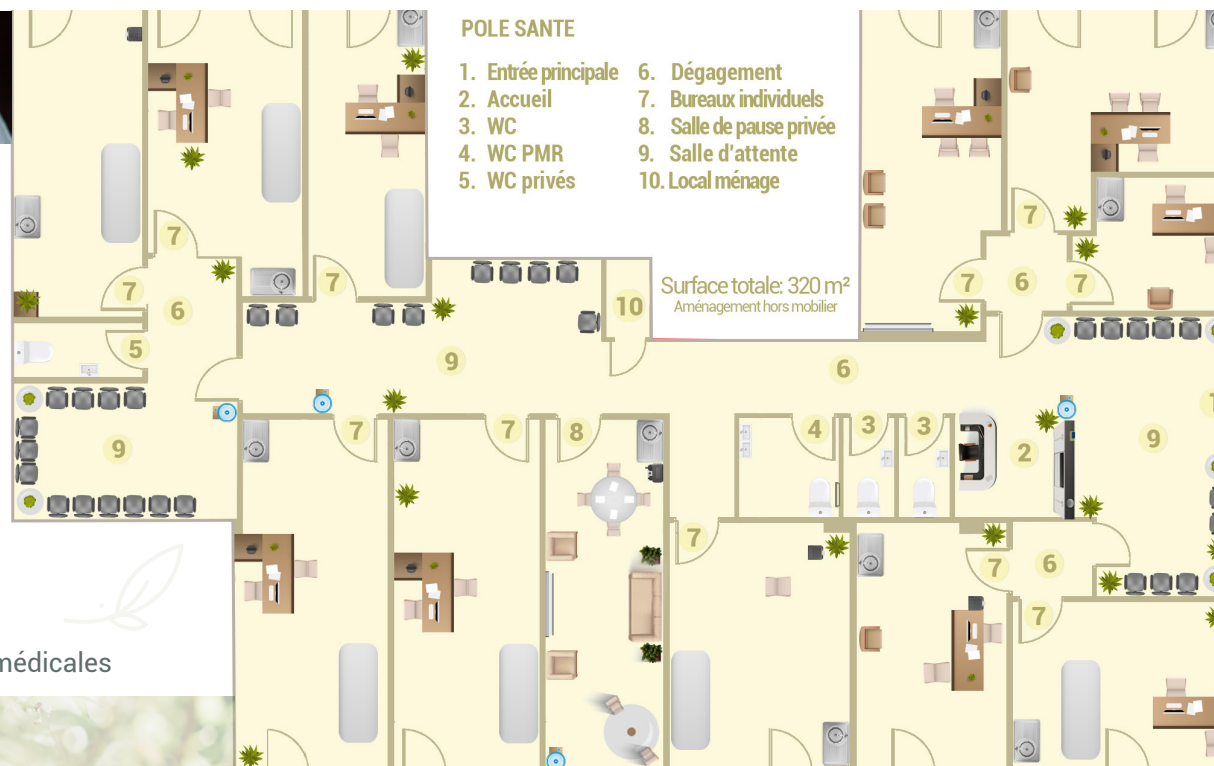 POLE SANTE
1. Entrée principale
2. Accueil
3. WC
4. WC PMR
5. WC privés
6. Dégagement
7. Bureaux individuels
8. Salle de pause privée
9. Salle d'attente
10. Local ménage
Surface totale: 320 m²
Aménagement hors mobilier
7
7
7
7
7
6
7
6
10
5
9
6
9
7
7
8
4
3
3
2
9
9
7
7
6
7
médicales